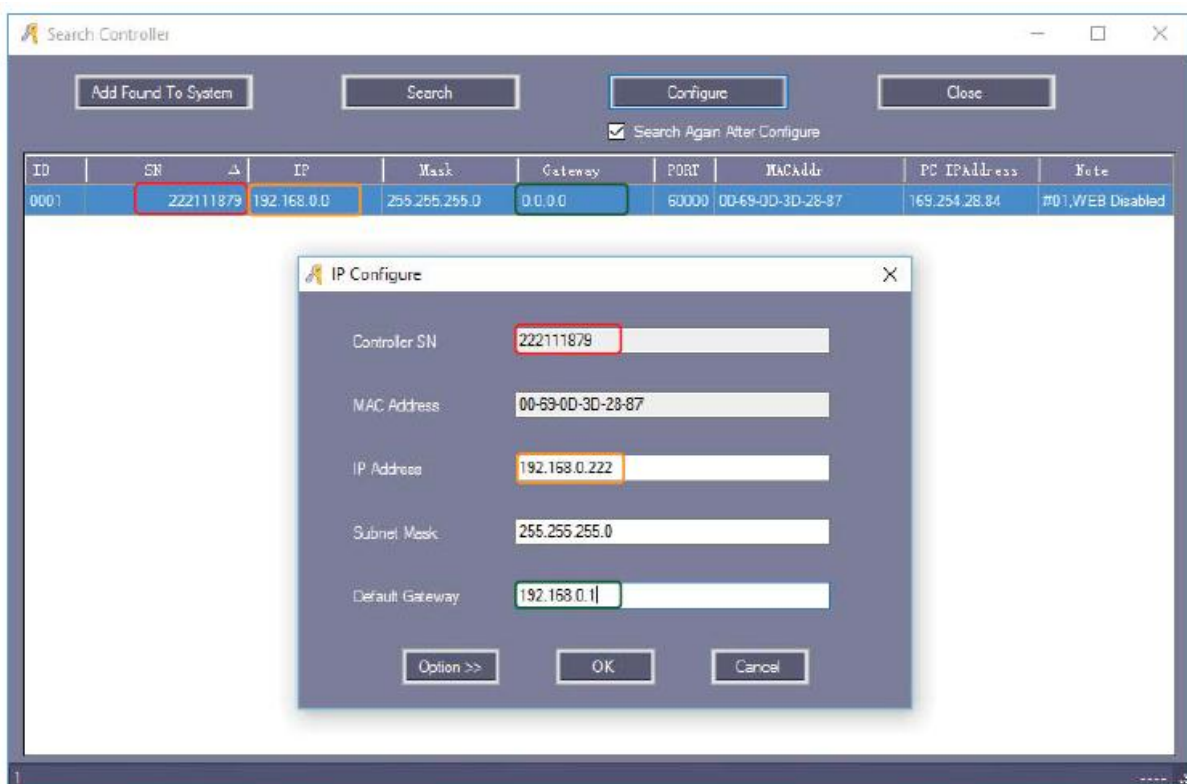 Search Controller
Add Found To System Search Configure Close
Search Again After Configure
ID SN IP Mask Gateway PORT MACAddr PC IPAddress Note
0001 222111879 192.168.0.0 255.255.255.0 0.0.0.0 60000 00-69-0D-3D-28-87 169.254.28.84 #01,WEB Disabled
IP Configure
Controller SN 222111879
MAC Address 00-69-0D-3D-28-87
IP Address 192.168.0.222
Subnet Mask 255.255.255.0
Default Gateway 192.168.0.1
Option >> OK Cancel
1 ----